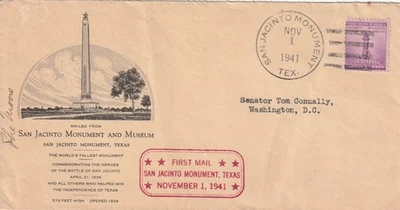 SAN JACINTO MONUMENT
NOV
1
1941
TEX.
Senator Tom Connally,
Washington, D.C.
MAILED FROM
SAN JACINTO MONUMENT AND MUSEUM
SAN JACINTO MONUMENT, TEXAS
THE WORLD'S TALLEST MONUMENT
COMMEMORATING THE HEROES
OF THE BATTLE OF SAN JACINTO
APRIL 21, 1836
AND ALL OTHERS WHO HELPED WIN
THE INDEPENDENCE OF TEXAS
570 FEET HIGH OPENED 1939
FIRST MAIL
SAN JACINTO MONUMENT, TEXAS
NOVEMBER 1, 1941